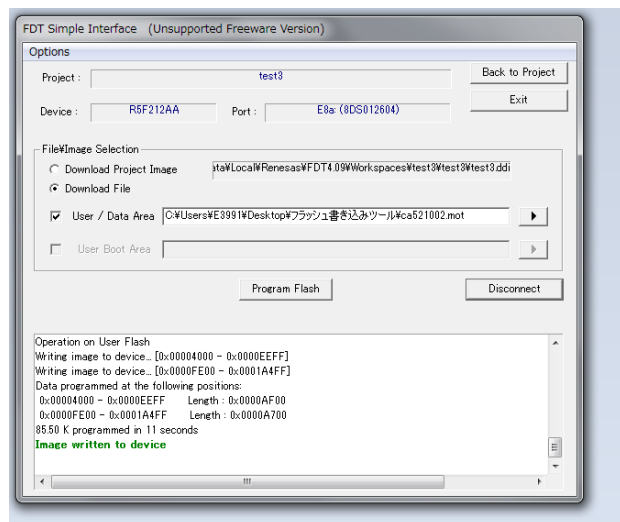 FDT Simple Interface (Unsupported Freeware Version)
Options
Project : test3 Back to Project
Device : R5F212AA Port : E8a: (8DS012604) Exit
File¥Image Selection
Download Project Image ata¥Local¥Renesas¥FDT4.09¥Workspaces¥test3¥test3¥test3.ddi
Download File
User / Data Area C:¥Users¥E3991¥Desktop¥フラッシュ書き込みツール¥ca521002.mot
User Boot Area
Program Flash Disconnect
Operation on User Flash
Writing image to device... [0x00004000 - 0x0000EEFF]
Writing image to device... [0x0000FE00 - 0x0001A4FF]
Data programmed at the following positions:
0x00004000 - 0x0000EEFF Length : 0x0000AF00
0x0000FE00 - 0x0001A4FF Length : 0x0000A700
85.50 K programmed in 11 seconds
Image written to device